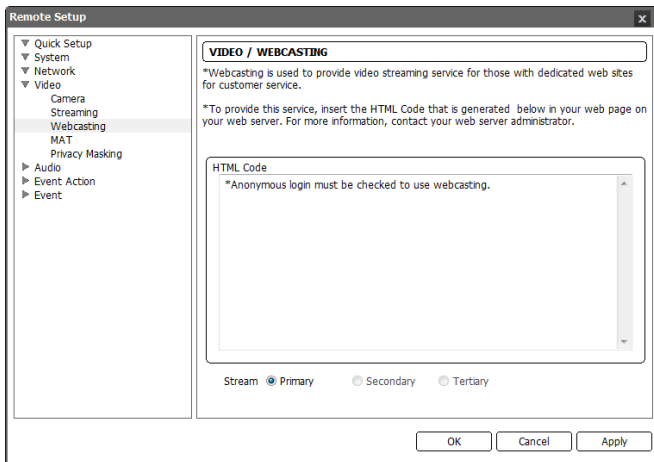 Remote Setup
x
Quick Setup
System
Network
Video
Camera
Streaming
Webcasting
MAT
Privacy Masking
Audio
Event Action
Event
VIDEO / WEBCASTING
*Webcasting is used to provide video streaming service for those with dedicated web sites
for customer service.
*To provide this service, insert the HTML Code that is generated below in your web page on
your web server. For more information, contact your web server administrator.
HTML Code
*Anonymous login must be checked to use webcasting.
Stream Primary Secondary Tertiary
OK Cancel Apply